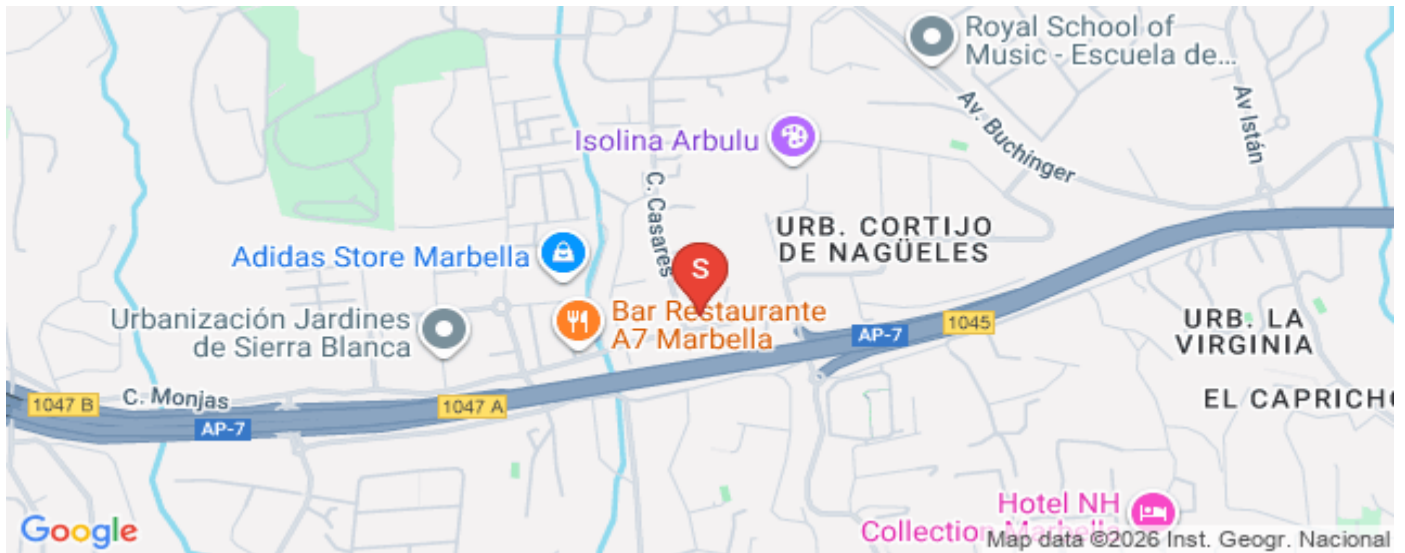 Royal School of
Music - Escuela de...
Av. Buchinger
Av Istán
Isolina Arbulu
C. Casares
URB. CORTIJO
DE NAGÜELES
Adidas Store Marbella
S
Bar Restaurante
A7 Marbella
Urbanización Jardines
de Sierra Blanca
AP-7
1045
URB. LA
VIRGINIA
C. Monjas
1047 B
1047 A
EL CAPRICHO
AP-7
Hotel NH
Collection Marbella
Google
Map data ©2026 Inst. Geogr. Nacional